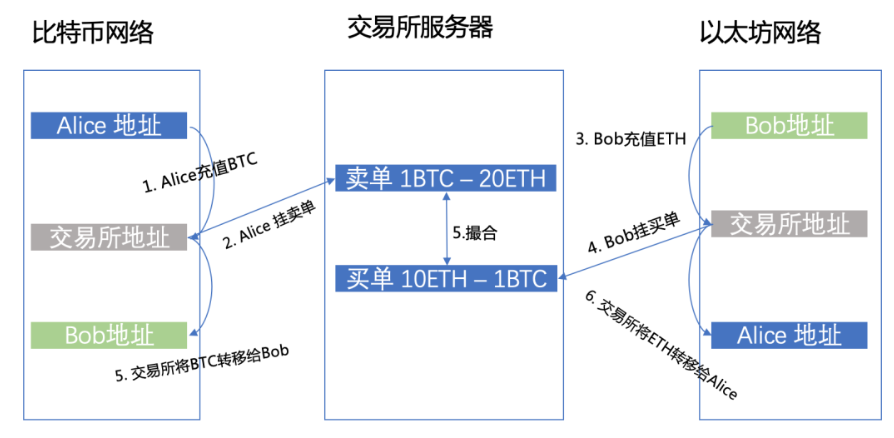 比特币网络
交易所服务器
以太坊网络
Alice 地址
交易所地址
Bob地址
1. Alice充值BTC
2. Alice 挂卖单
5. 交易所将BTC转移给Bob
卖单 1BTC – 20ETH
5.撮合
买单 10ETH – 1BTC
3. Bob充值ETH
4. Bob挂买单
6. 交易所将ETH转移给Alice
Bob地址
交易所地址
Alice 地址